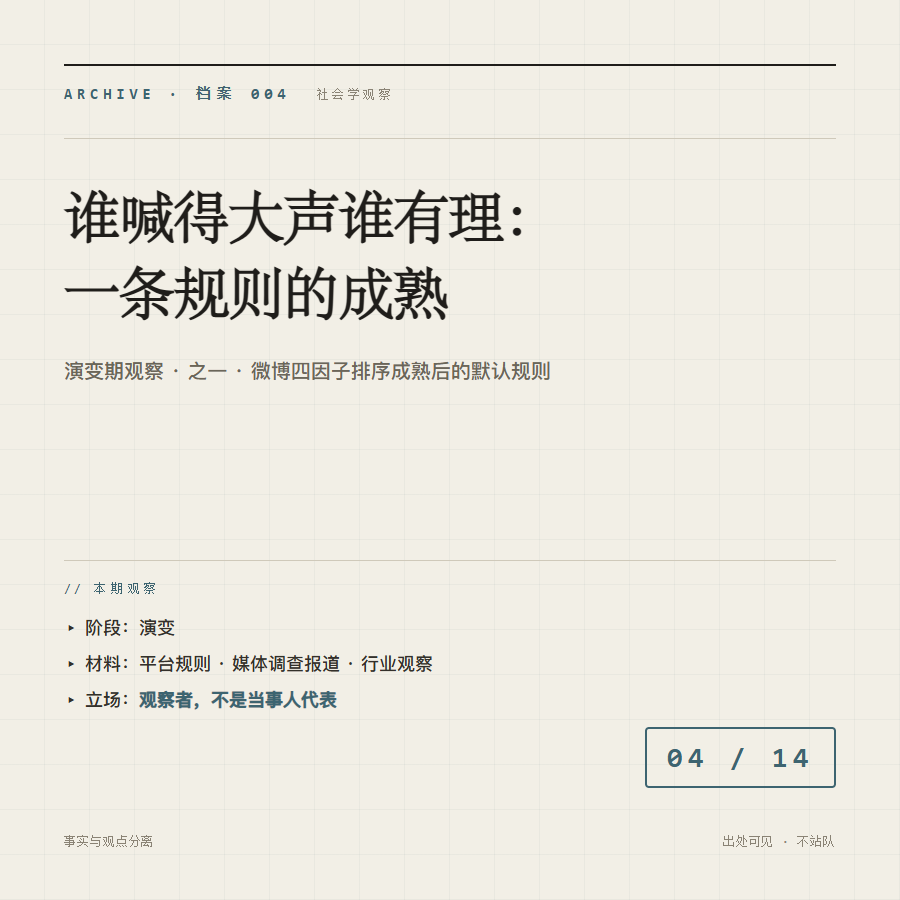 ARCHIVE · 档案 004 社会学观察
谁喊得大声谁有理：
一条规则的成熟
演变期观察 · 之一 · 微博四因子排序成熟后的默认规则
// 本期观察
▸ 阶段：演变
▸ 材料：平台规则 · 媒体调查报道 · 行业观察
▸ 立场：观察者，不是当事人代表
04 / 14
事实与观点分离
出处可见 · 不站队